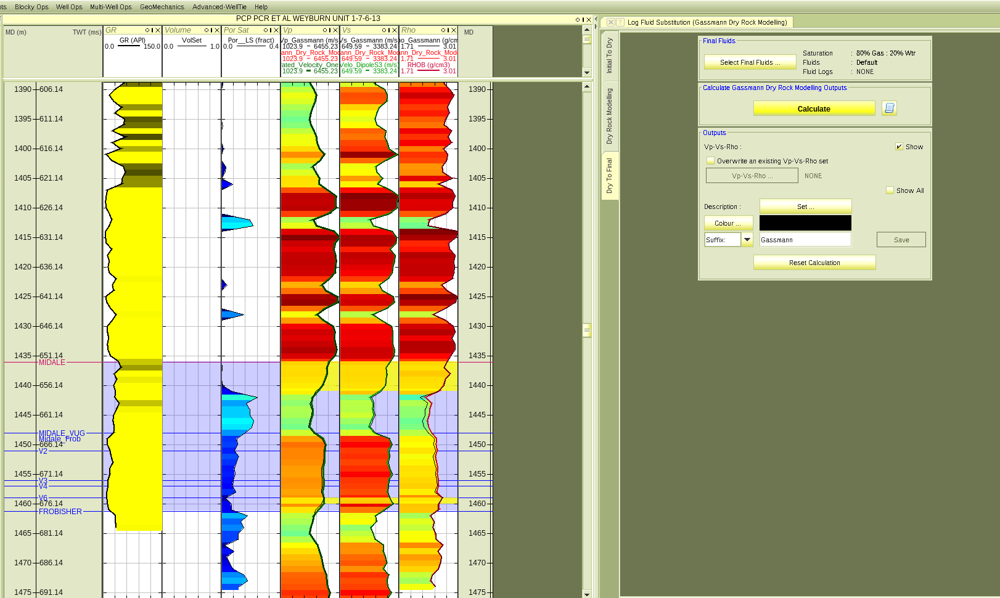 ots Blocky Ops Well Ops Multi-Well Ops GeoMechanics Advanced-WellTie Help
PCP PCR ET AL WEYBURN UNIT 1-7-6-13
MD (m) TWT (ms) GR Volume Por Sat Vp Vs Rho MD
GR (API) VolSet Por__LS (fract) Vp_Gassmann (m/s Vs_Gassmann (m/s ho_Gassmann (g/cm
0.0 150.0 0.0 1.0 0.0 0.4 1023.9 6455.23 649.59 3383.24 1.71 3.01
ann_Dry_Rock_Mod ann_Dry_Rock_Mod ann_Dry_Rock_Mod
1023.9 6455.23 649.59 3383.24 1.71 3.01
rated_Velocity_One Velo_DipoleS3 (m/s) RHOB (g/cm3)
1023.9 6455.23 649.59 3383.24 1.71 3.01
1390 606.14 1390
1395 611.14 1395
1400 616.14 1400
1405 621.14 1405
1410 626.14 1410
1415 631.14 1415
1420 636.14 1420
1425 641.14 1425
1430 646.14 1430
1435 651.14 1435
MIDALE
1440 656.14 1440
1445 661.14 1445
MIDALE_VUG
Midale_Frob
1450 666.14 1450
V2
1455 671.14 1455
V3
V4
V6
1460 676.14 1460
FROBISHER
1465 681.14 1465
1470 686.14 1470
1475 691.14 1475
Log Fluid Substitution (Gassmann Dry Rock Modelling)
Initial To Dry
Dry Rock Modelling
Dry To Final
Final Fluids
Select Final Fluids ...
Saturation : 80% Gas : 20% Wtr
Fluids : Default
Fluid Logs : NONE
Calculate Gassmann Dry Rock Modelling Outputs
Calculate
Outputs
Vp-Vs-Rho : Show
Overwrite an existing Vp-Vs-Rho set
Vp-Vs-Rho ... NONE
Show All
Description : Set ...
Colour ...
Suffix: Gassmann Save
Reset Calculation